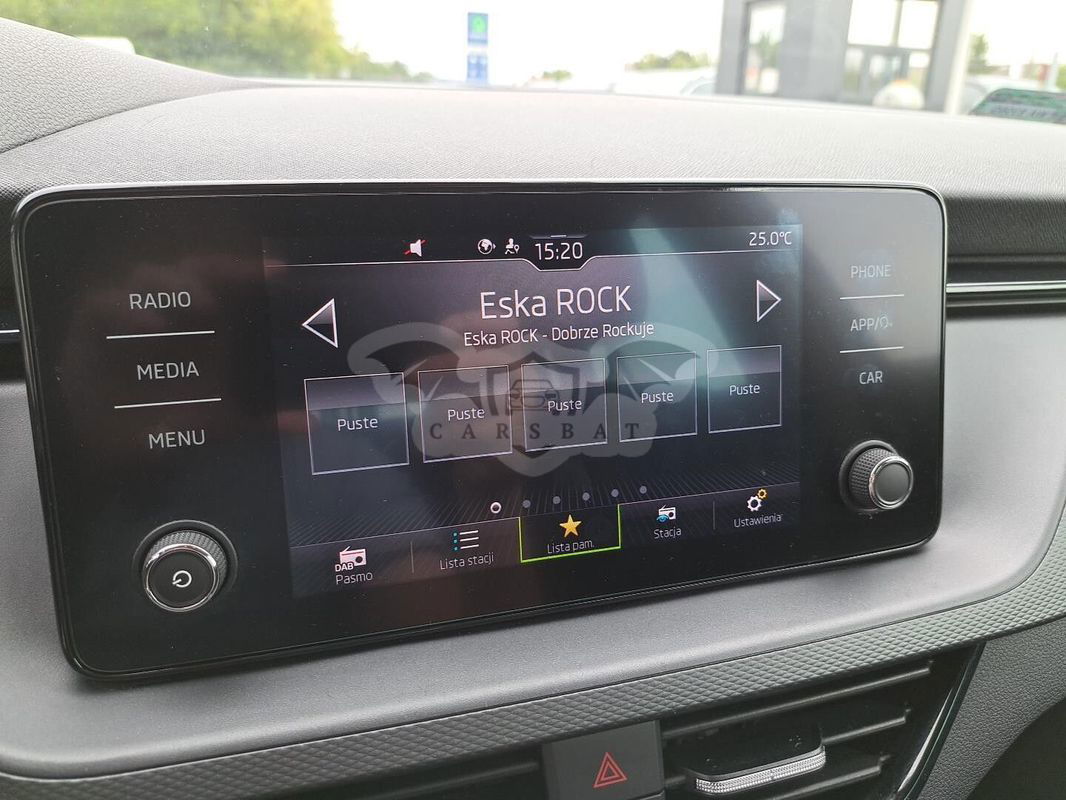 15:20
25.0°C
RADIO
MEDIA
MENU
Eska ROCK
Eska ROCK - Dobrze Rockuje
Puste
Puste
Puste
Puste
Puste
CARSBAT
DAB
Pasmo
Lista stacji
Lista pam.
Stacja
Ustawienia
PHONE
APP/
CAR